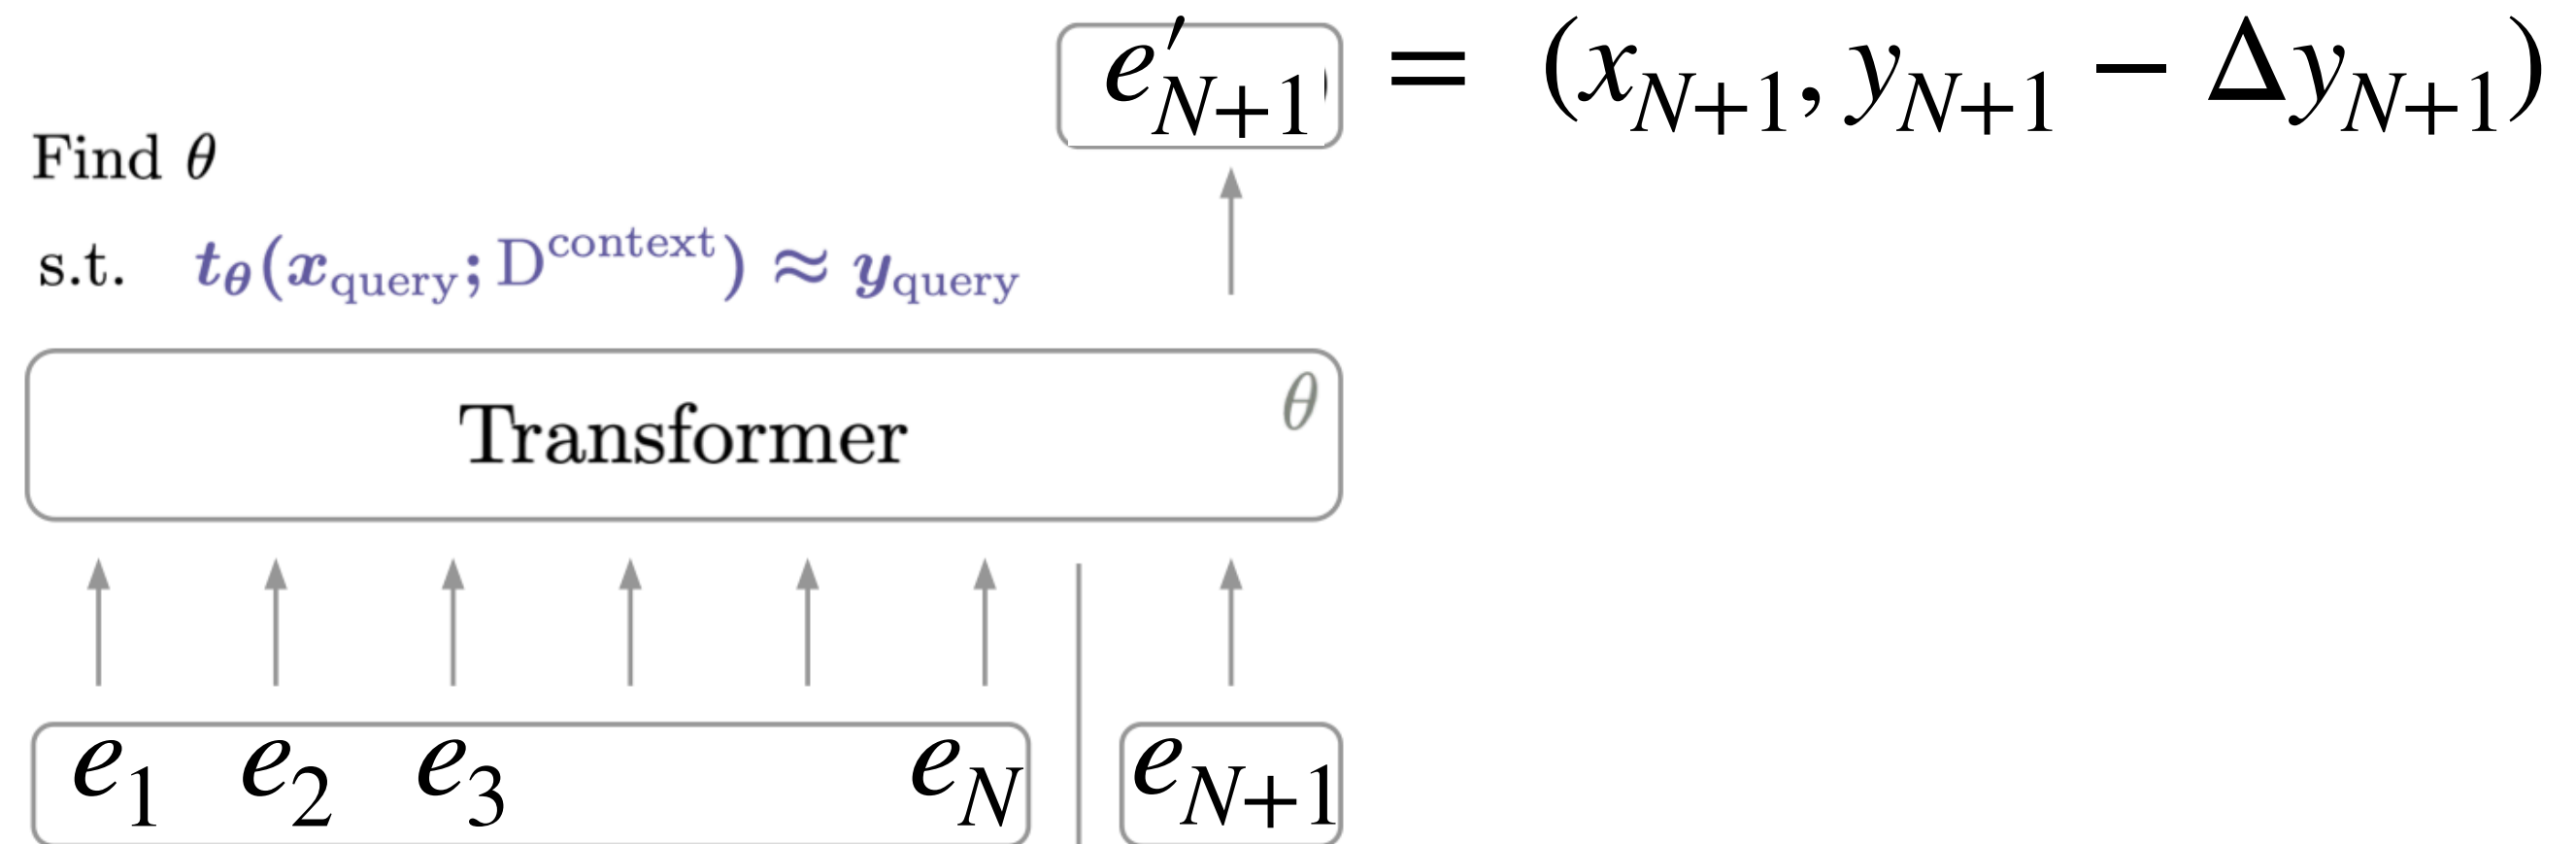 e′_{N+1} = (x_{N+1}, y_{N+1} − Δy_{N+1})
Find θ
s.t. t_θ(x_query; D^context) ≈ y_query
Transformer θ
e_1 e_2 e_3 e_N e_{N+1}